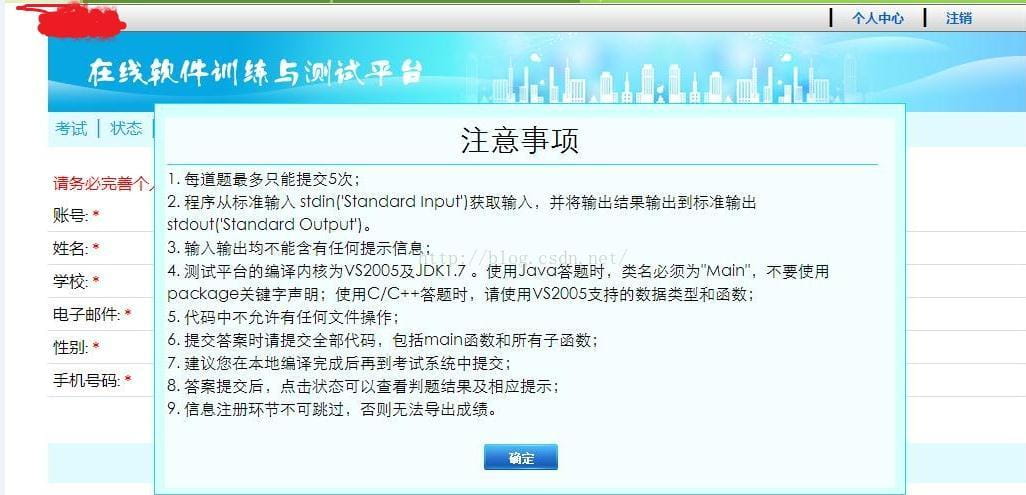 个人中心 注销
在线软件训练与测试平台
考试 状态
注意事项
请务必完善个人
账号: *
姓名: *
学校: *
电子邮件: *
性别: *
手机号码: *
1. 每道题最多只能提交5次；
2. 程序从标准输入 stdin('Standard Input')获取输入，并将输出结果输出到标准输出
stdout('Standard Output')。
3. 输入输出均不能含有任何提示信息；
4. 测试平台的编译内核为VS2005及JDK1.7 。使用Java答题时，类名必须为"Main"，不要使用
package关键字声明；使用C/C++答题时，请使用VS2005支持的数据类型和函数；
5. 代码中不允许有任何文件操作；
6. 提交答案时请提交全部代码，包括main函数和所有子函数；
7. 建议您在本地编译完成后再到考试系统中提交；
8. 答案提交后，点击状态可以查看判题结果及相应提示；
9. 信息注册环节不可跳过，否则无法导出成绩。
http://blog.csdn.net/
确定